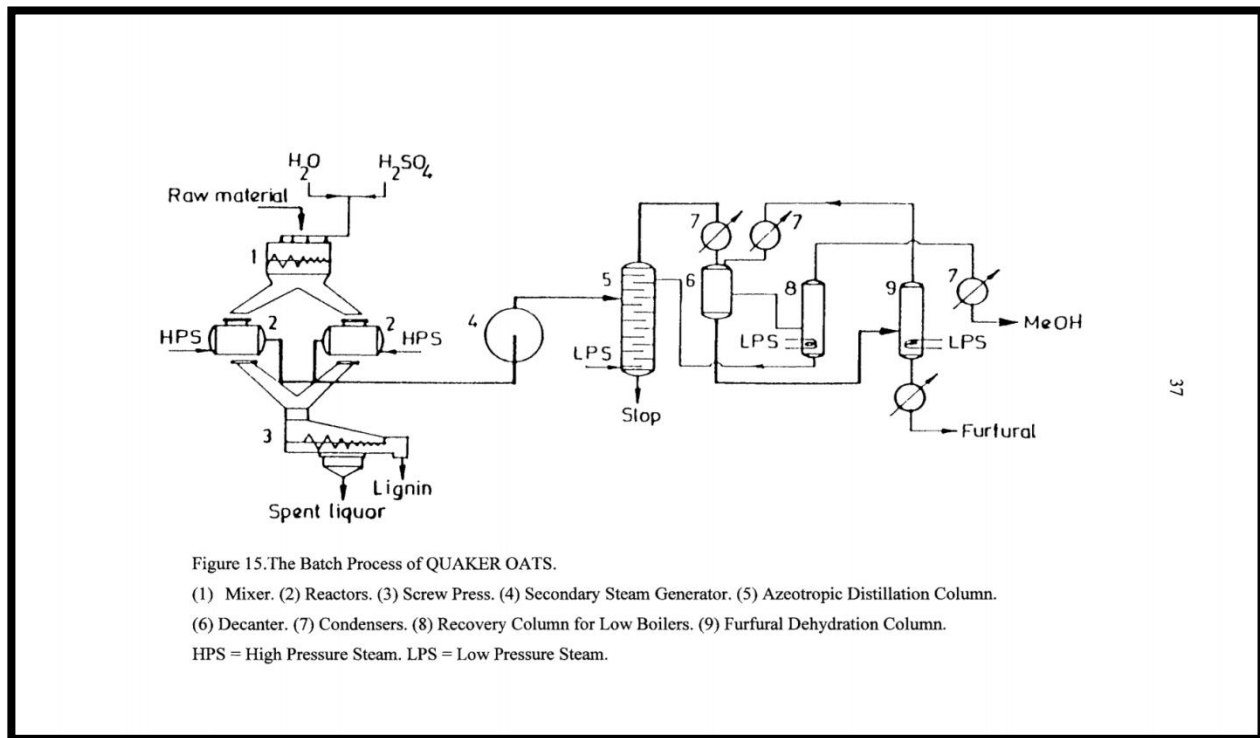 H2O
H2SO4
Raw material
1
2
2
HPS
HPS
3
Lignin
Spent liquor
4
5
LPS
Slop
7
6
7
8
LPS
9
LPS
7
MeOH
Furfural
37
Figure 15.The Batch Process of QUAKER OATS.
(1) Mixer. (2) Reactors. (3) Screw Press. (4) Secondary Steam Generator. (5) Azeotropic Distillation Column.
(6) Decanter. (7) Condensers. (8) Recovery Column for Low Boilers. (9) Furfural Dehydration Column.
HPS = High Pressure Steam. LPS = Low Pressure Steam.